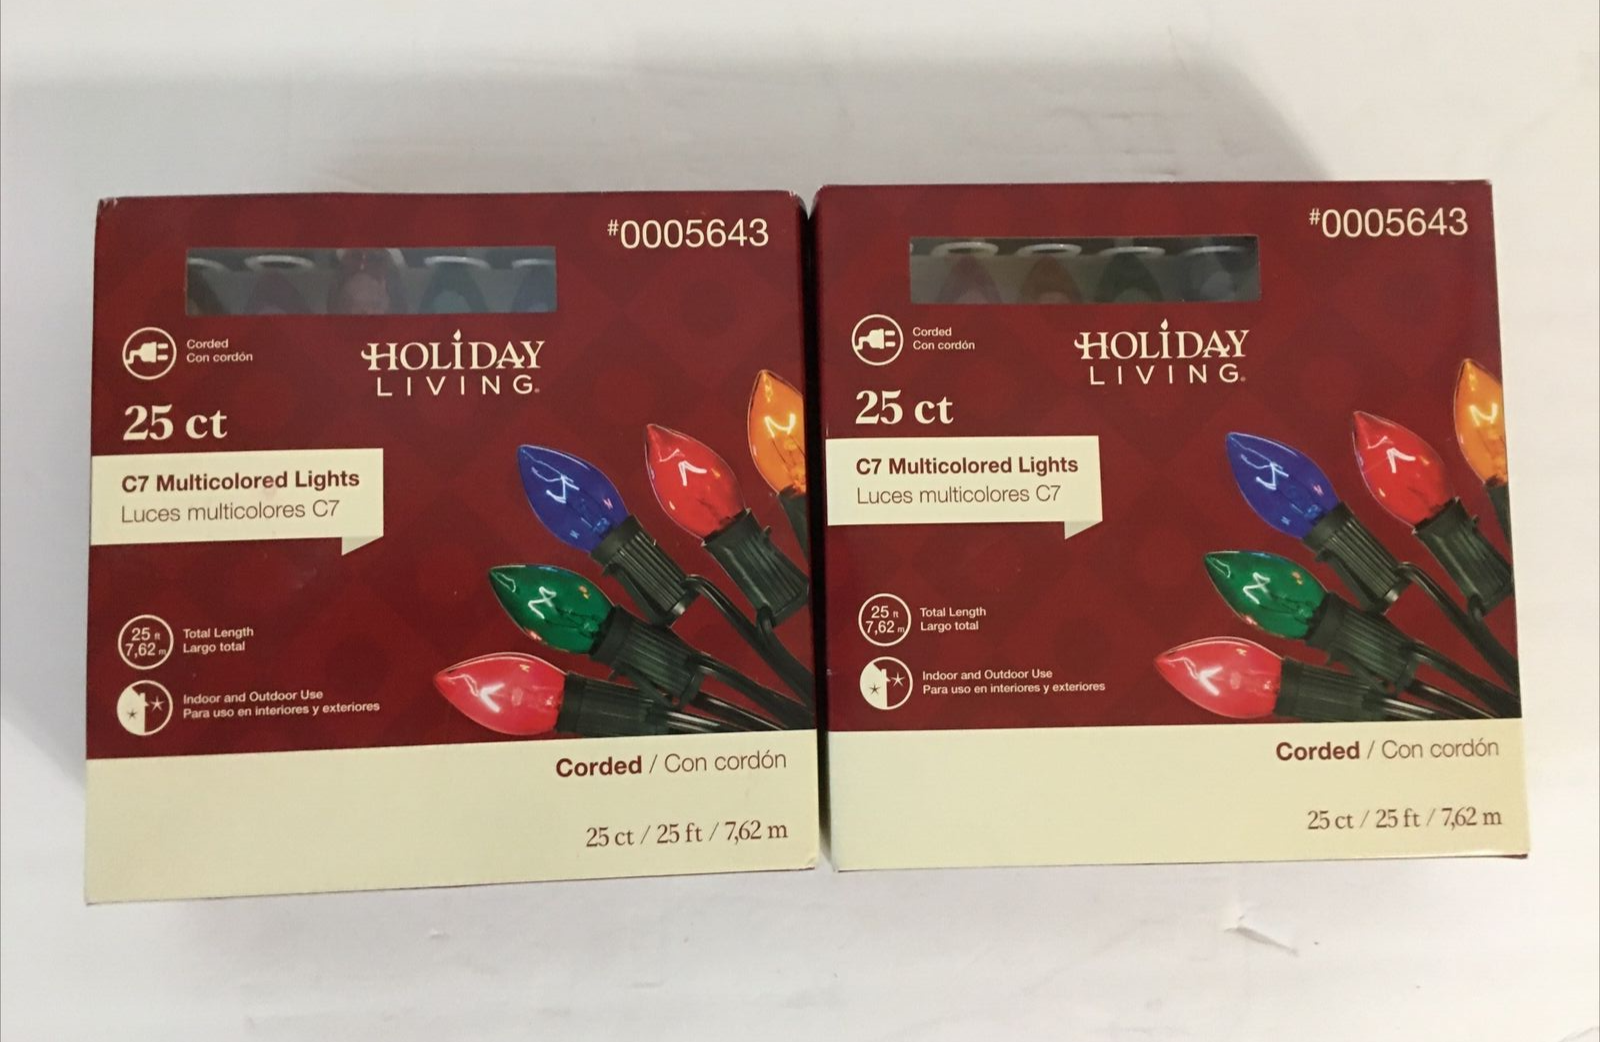 #0005643
Corded
Con cordón
HOLiDAY
LIVING®
25 ct
C7 Multicolored Lights
Luces multicolores C7
25 ft
7,62 m
Total Length
Largo total
Indoor and Outdoor Use
Para uso en interiores y exteriores
Corded / Con cordón
25 ct / 25 ft / 7,62 m
#0005643
Corded
Con cordón
HOLiDAY
LIVING®
25 ct
C7 Multicolored Lights
Luces multicolores C7
25 ft
7,62 m
Total Length
Largo total
Indoor and Outdoor Use
Para uso en interiores y exteriores
Corded / Con cordón
25 ct / 25 ft / 7,62 m